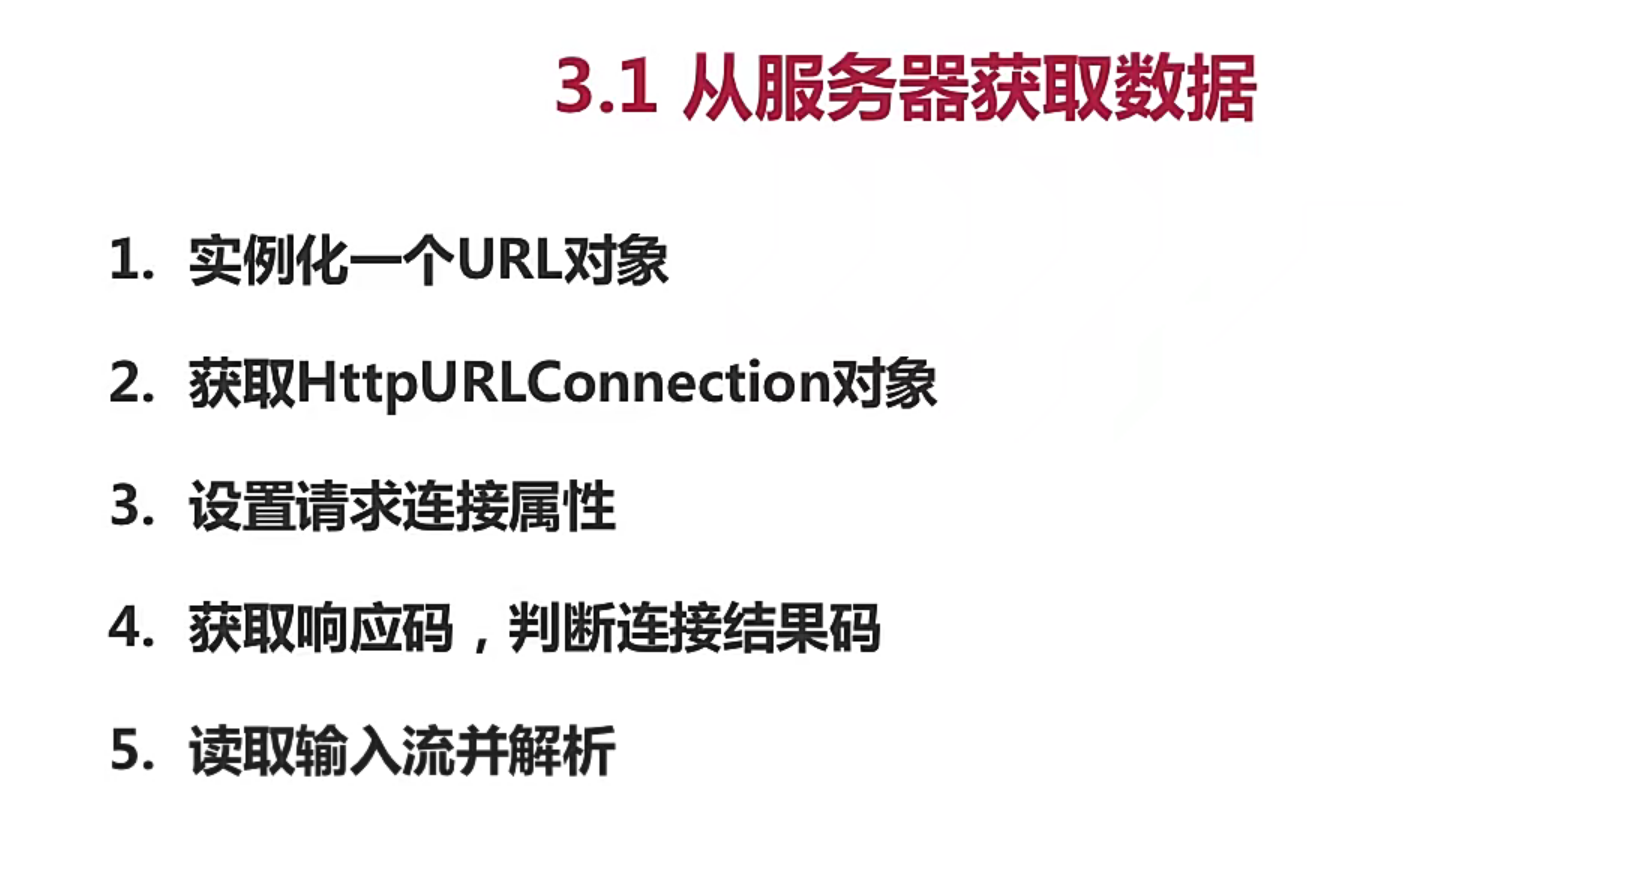 3.1 从服务器获取数据
1. 实例化一个URL对象
2. 获取HttpURLConnection对象
3. 设置请求连接属性
4. 获取响应码，判断连接结果码
5. 读取输入流并解析